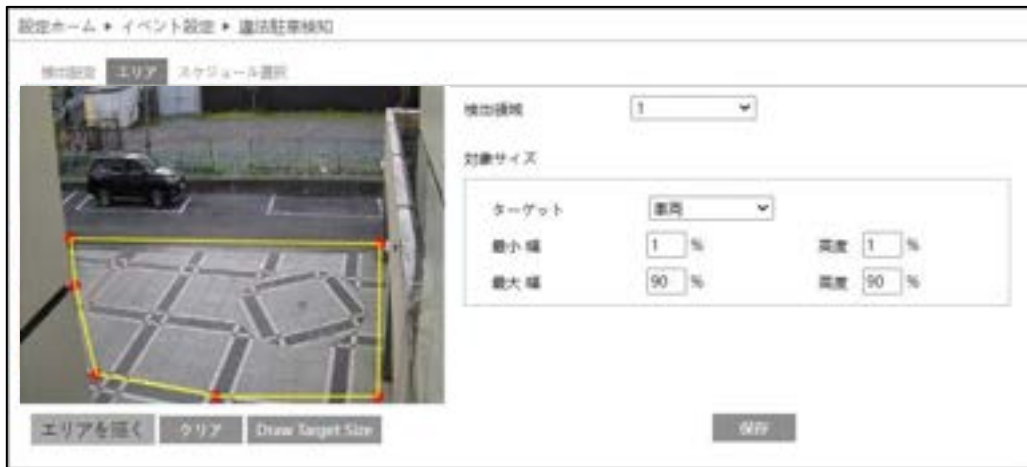 設定ホーム ▶ イベント設定 ▶ 違法駐車検知
検出設定 エリア スケジュール選択
検出領域 1
対象サイズ
ターゲット 車両
最小 幅 1 % 高度 1 %
最大 幅 90 % 高度 90 %
エリアを描く クリア Draw Target Size 保存